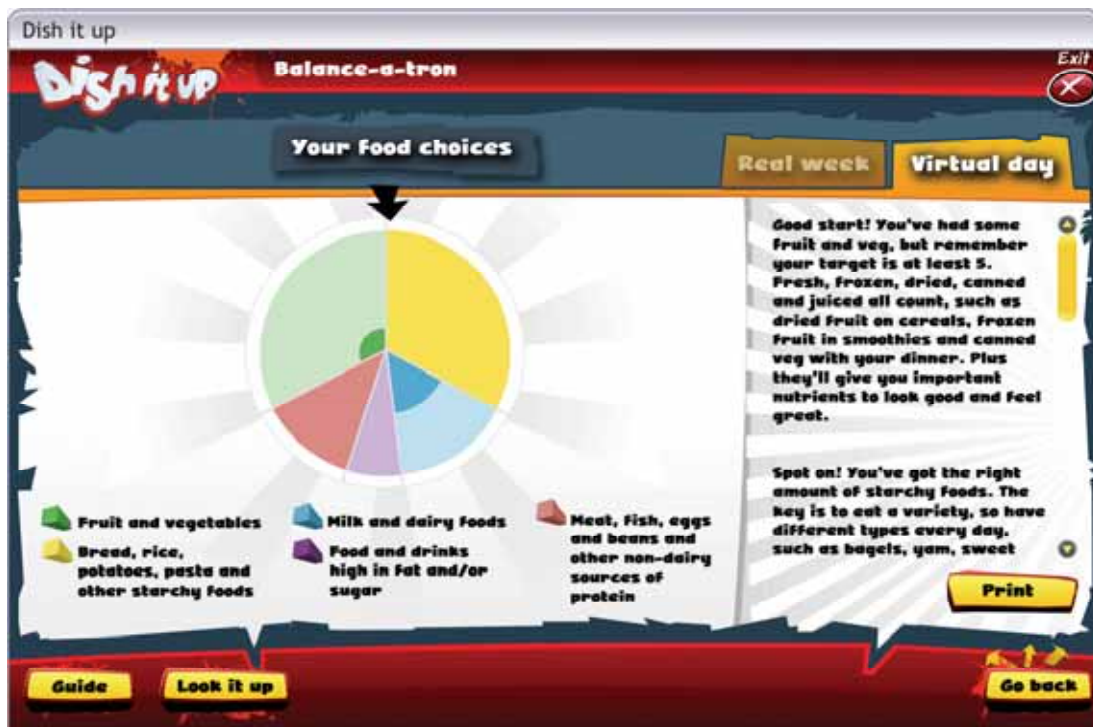 Dish it up
Dish it up
Balance-a-tron
Exit
Your food choices
Real week
Virtual day
Good start! You've had some
fruit and veg, but remember
your target is at least 5.
Fresh, frozen, dried, canned
and juiced all count, such as
dried fruit on cereals, frozen
fruit in smoothies and canned
veg with your dinner. Plus
they'll give you important
nutrients to look good and feel
great.
Spot on! You've got the right
amount of starchy foods. The
key is to eat a variety, so have
different types every day,
such as bagels, yam, sweet
Fruit and vegetables
Bread, rice,
potatoes, pasta and
other starchy foods
Milk and dairy foods
Food and drinks
high in fat and/or
sugar
Meat, fish, eggs
and beans and
other non-dairy
sources of
protein
Print
Guide
Look it up
Go back